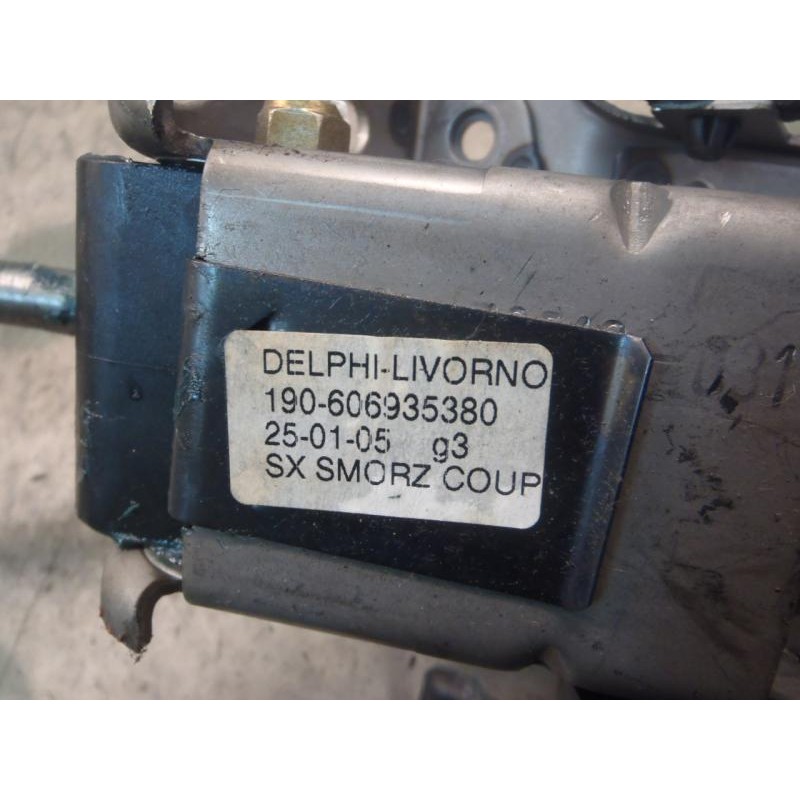 DELPHI-LIVORNO
190-606935380
25-01-05 g3
SX SMORZ COUP